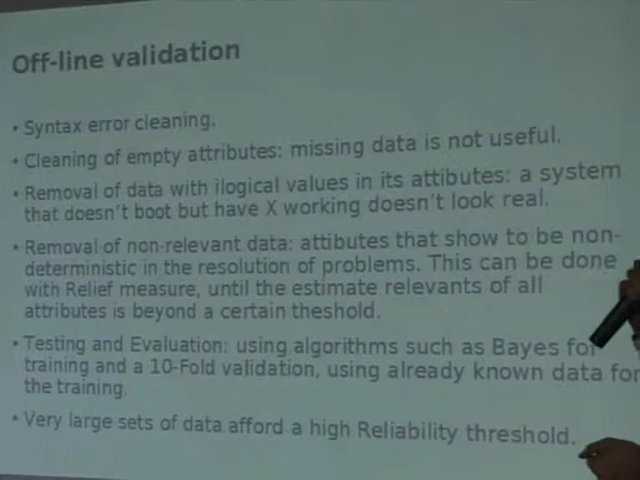 Off-line validation
• Syntax error cleaning.
• Cleaning of empty attributes: missing data is not useful.
• Removal of data with ilogical values in its attibutes: a system
that doesn't boot but have X working doesn't look real.
• Removal of non-relevant data: attibutes that show to be non-
deterministic in the resolution of problems. This can be done
with Relief measure, until the estimate relevants of all
attributes is beyond a certain theshold.
• Testing and Evaluation: using algorithms such as Bayes for
training and a 10-Fold validation, using already known data for
the training.
• Very large sets of data afford a high Reliability threshold.